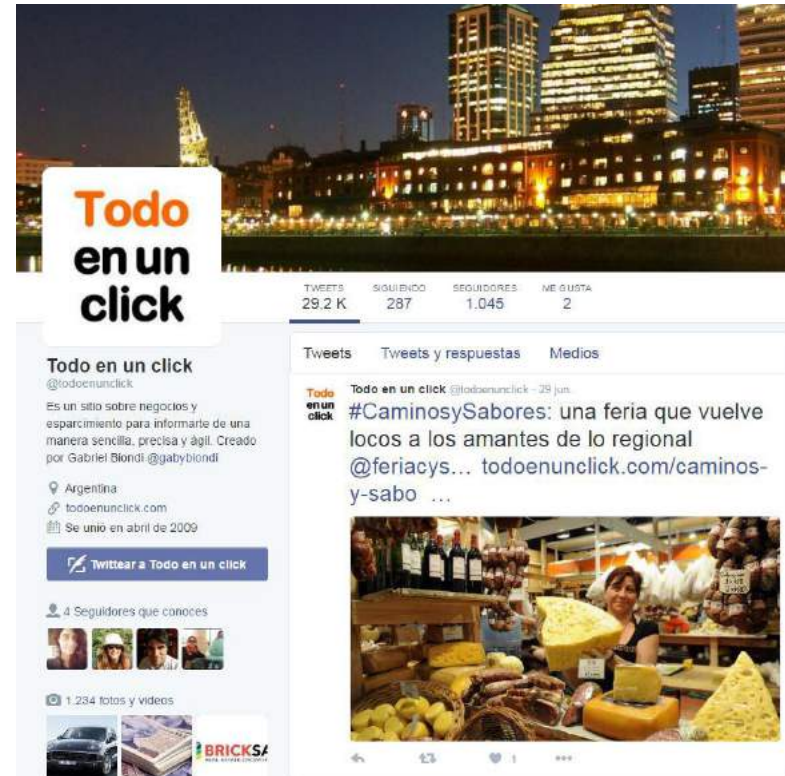 Todo
en un
click
TWEETS
29,2 K
SIGUIENDO
287
SEGUIDORES
1.045
ME GUSTA
2
Todo en un click
@todoenunclick
Es un sitio sobre negocios y
esparcimiento para informarte de una
manera sencilla, precisa y ágil. Creado
por Gabriel Biondi @gabybiondi
Argentina
todoenunclick.com
Se unió en abril de 2009
Twittear a Todo en un click
4 Seguidores que conoces
1.234 fotos y videos
BRICKSA
Tweets Tweets y respuestas Medios
Todo
en un
click
Todo en un click @todoenunclick - 29 jun.
#CaminosySabores: una feria que vuelve
locos a los amantes de lo regional
@feriacys... todoenunclick.com/caminos-
y-sabo ...
1